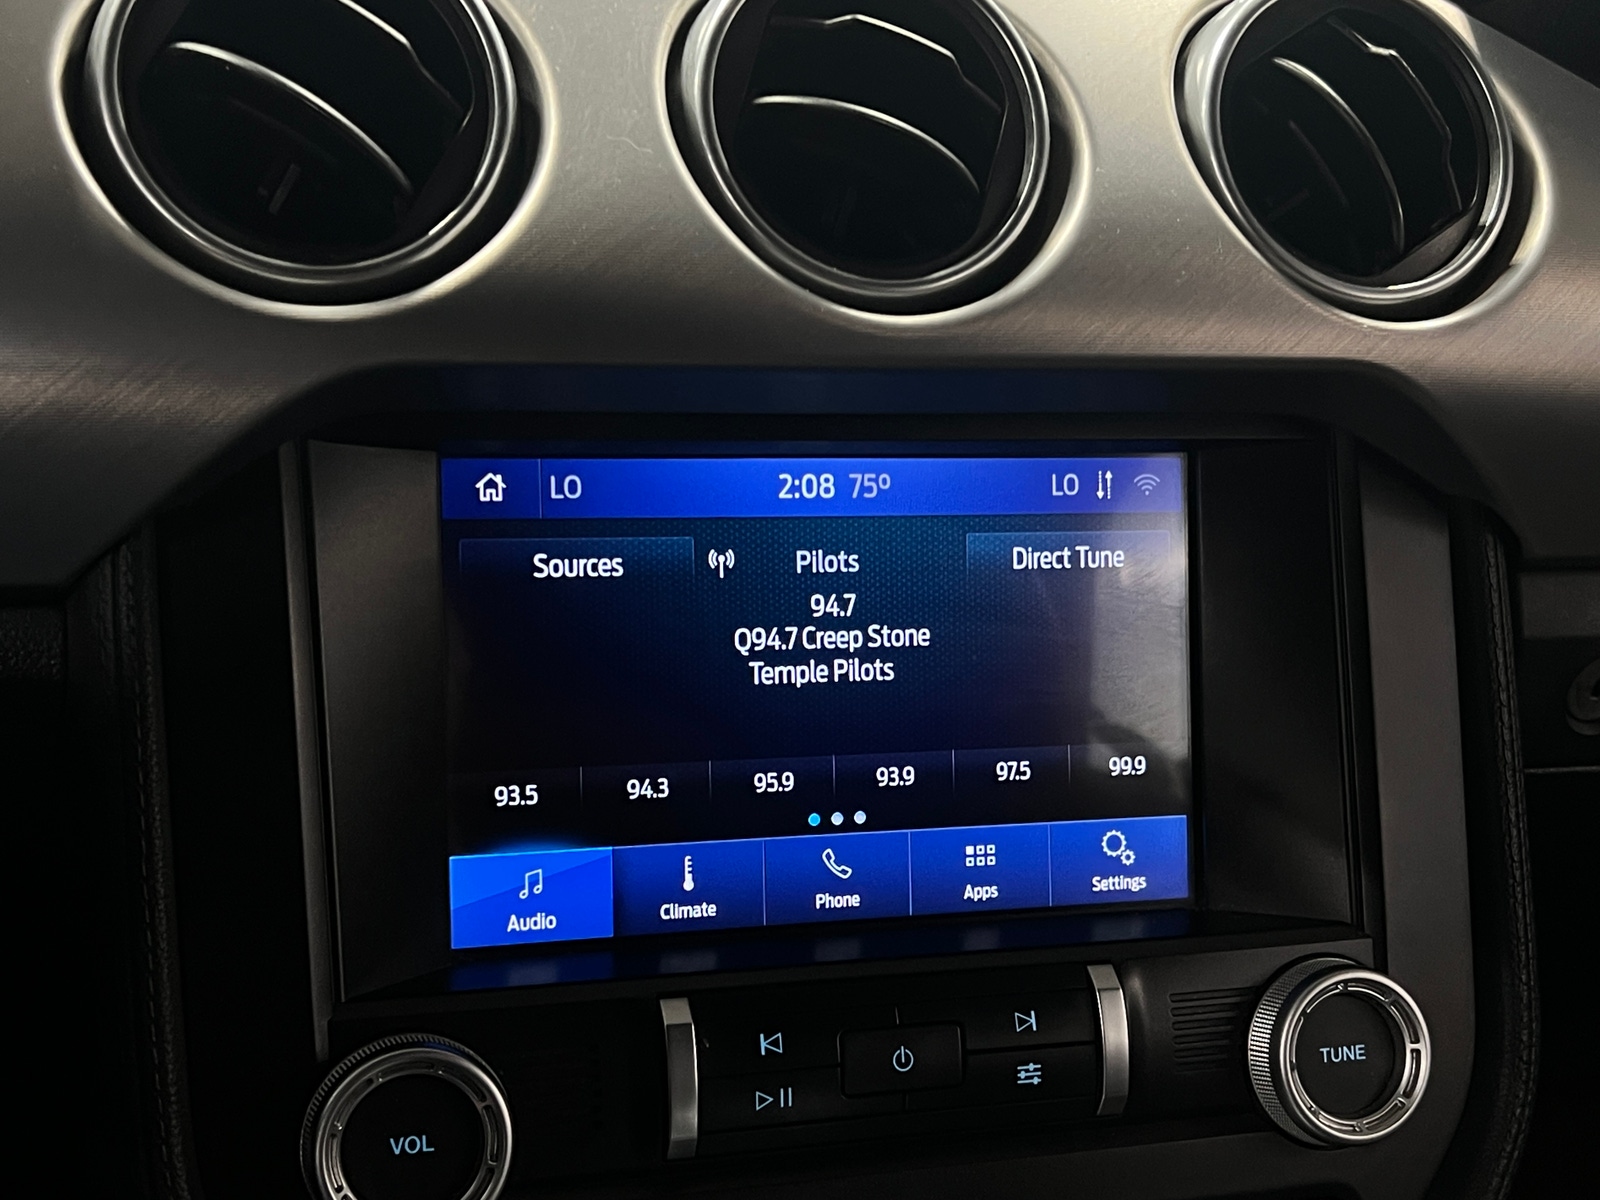 LO 2:08 75º LO
Sources Pilots Direct Tune
94.7
Q94.7 Creep Stone
Temple Pilots
93.5 94.3 95.9 93.9 97.5 99.9
Audio Climate Phone Apps Settings
VOL TUNE